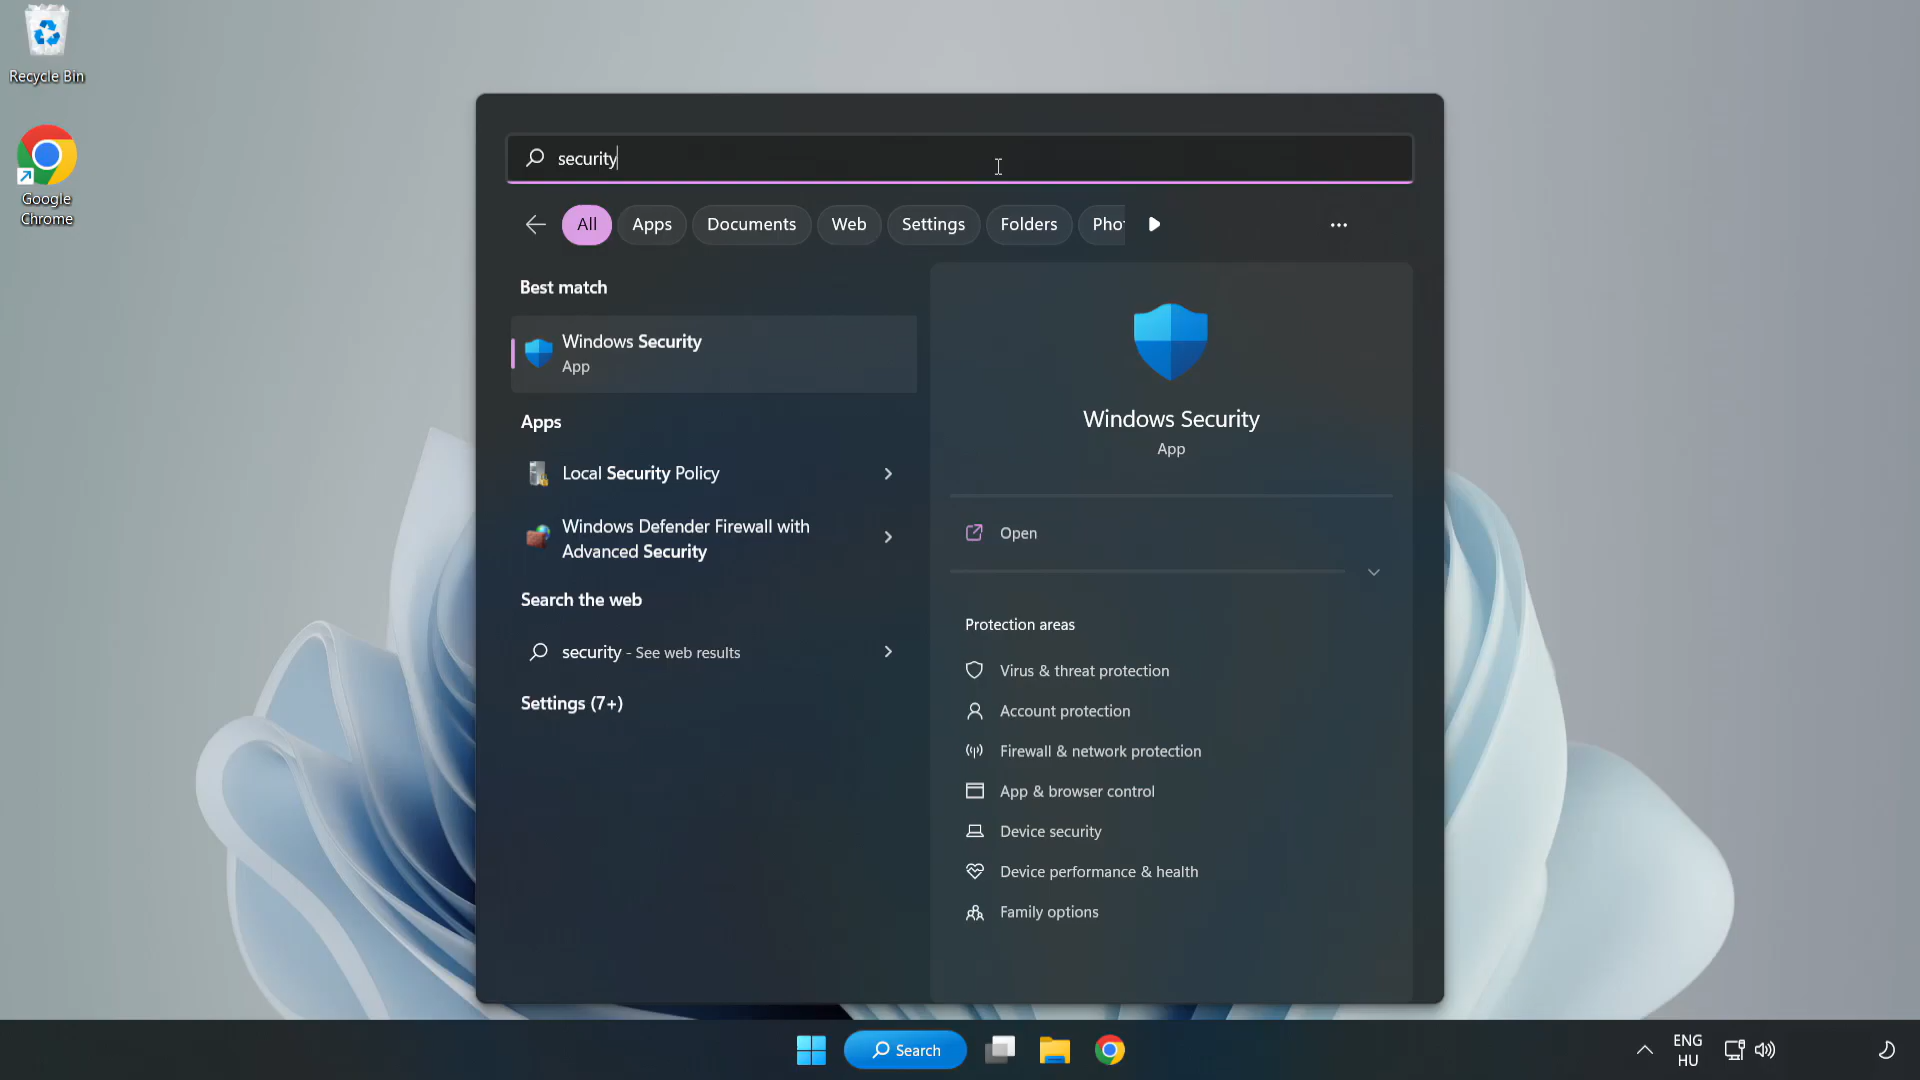 Recycle Bin
Google
Chrome
security
All
Apps
Documents
Web
Settings
Folders
Pho
Best match
Windows Security
App
Apps
Local Security Policy
Windows Defender Firewall with
Advanced Security
Search the web
security - See web results
Settings (7+)
Windows Security
App
Open
Protection areas
Virus & threat protection
Account protection
Firewall & network protection
App & browser control
Device security
Device performance & health
Family options
Search
ENG
HU